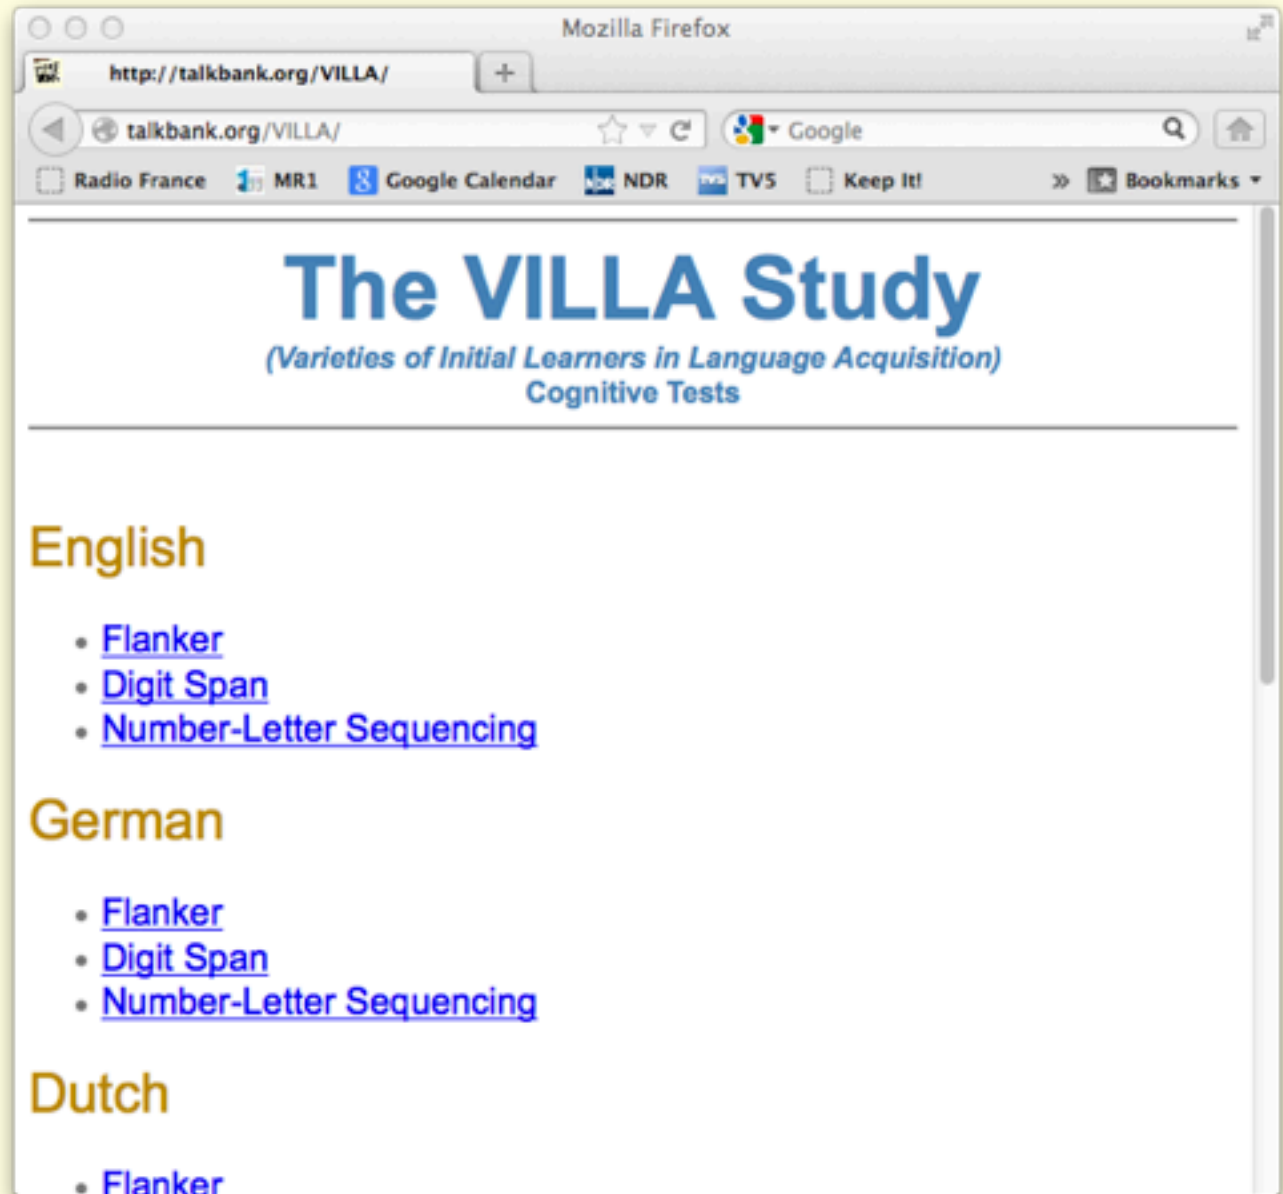 Mozilla Firefox
http://talkbank.org/VILLA/
talkbank.org/VILLA/ Google
Radio France MR1 Google Calendar NDR TV5 Keep It! » Bookmarks
The VILLA Study
(Varieties of Initial Learners in Language Acquisition)
Cognitive Tests
English
• Flanker
• Digit Span
• Number-Letter Sequencing
German
• Flanker
• Digit Span
• Number-Letter Sequencing
Dutch
• Flanker